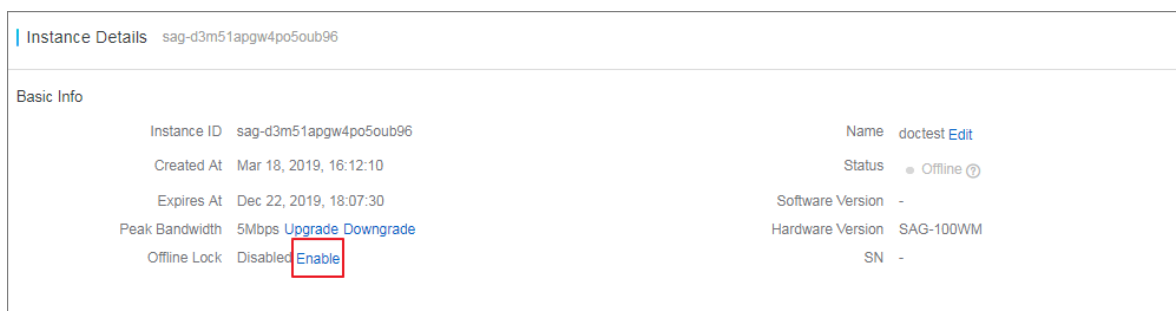 Instance Details sag-d3m51apgw4po5oub96
Basic Info
Instance ID sag-d3m51apgw4po5oub96 Name doctest Edit
Created At Mar 18, 2019, 16:12:10 Status Offline ?
Expires At Dec 22, 2019, 18:07:30 Software Version -
Peak Bandwidth 5Mbps Upgrade Downgrade Hardware Version SAG-100WM
Offline Lock Disabled Enable SN -